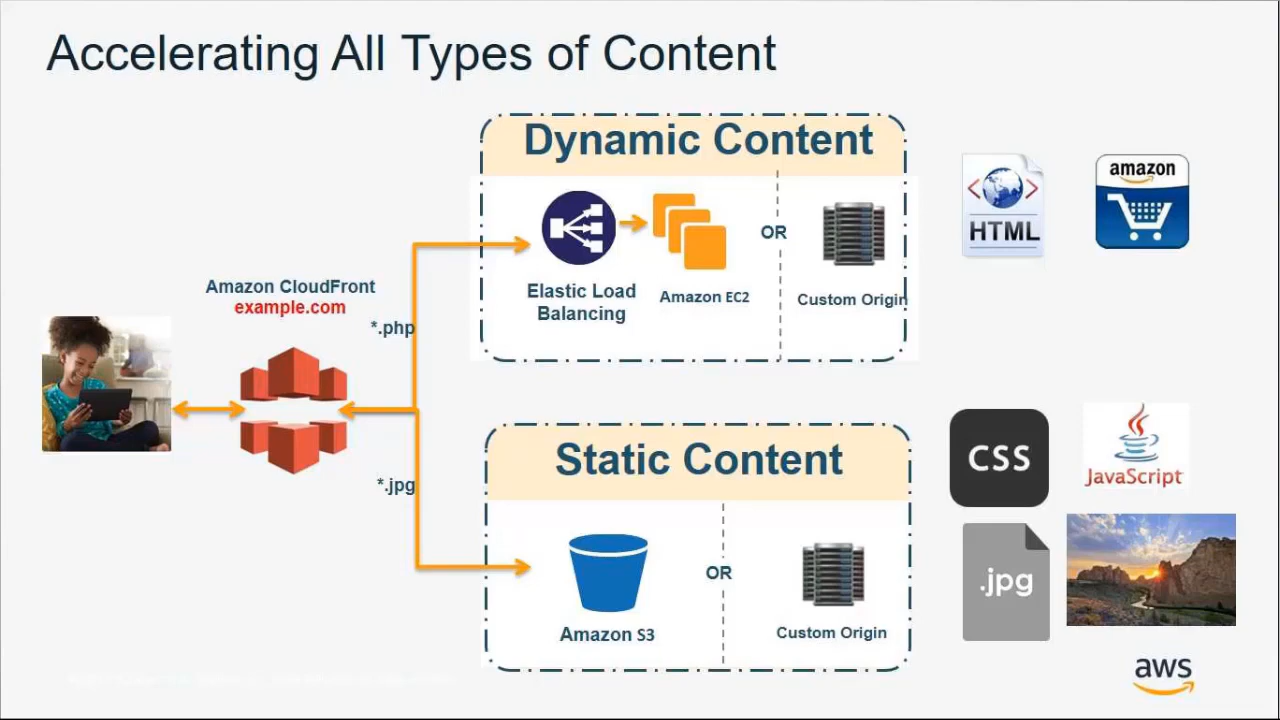 Accelerating All Types of Content
Dynamic Content
Elastic Load
Balancing
Amazon EC2
OR
Custom Origin
HTML
amazon
Amazon CloudFront
example.com
*.php
*.jpg
Static Content
Amazon S3
OR
Custom Origin
CSS
JavaScript
.jpg
aws